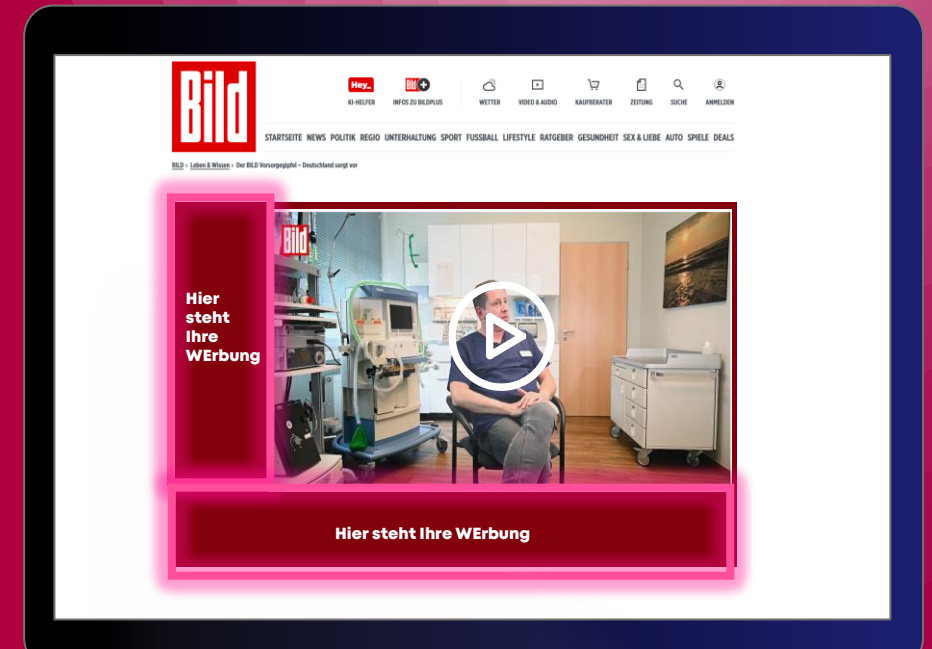 Bild
Hey_
Bild+
KI-HELFER
INFOS ZU BILDPLUS
WETTER
VIDEO & AUDIO
KAUFBERATER
ZEITUNG
SUCHE
ANMELDEN
STARTSEITE NEWS POLITIK REGIO UNTERHALTUNG SPORT FUSSBALL LIFESTYLE RATGEBER GESUNDHEIT SEX & LIEBE AUTO SPIELE DEALS
BILD › Leben & Wissen › Der BILD Vorsorgegipfel – Deutschland sorgt vor
Bild
Hier
steht
Ihre
WErbung
Hier steht Ihre WErbung